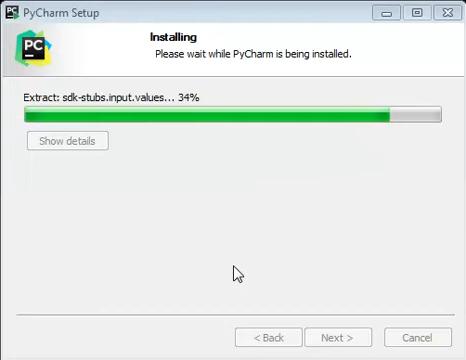 PyCharm Setup
PC
Installing
Please wait while PyCharm is being installed.
Extract: sdk-stubs.input.values... 34%
Show details
< Back
Next >
Cancel